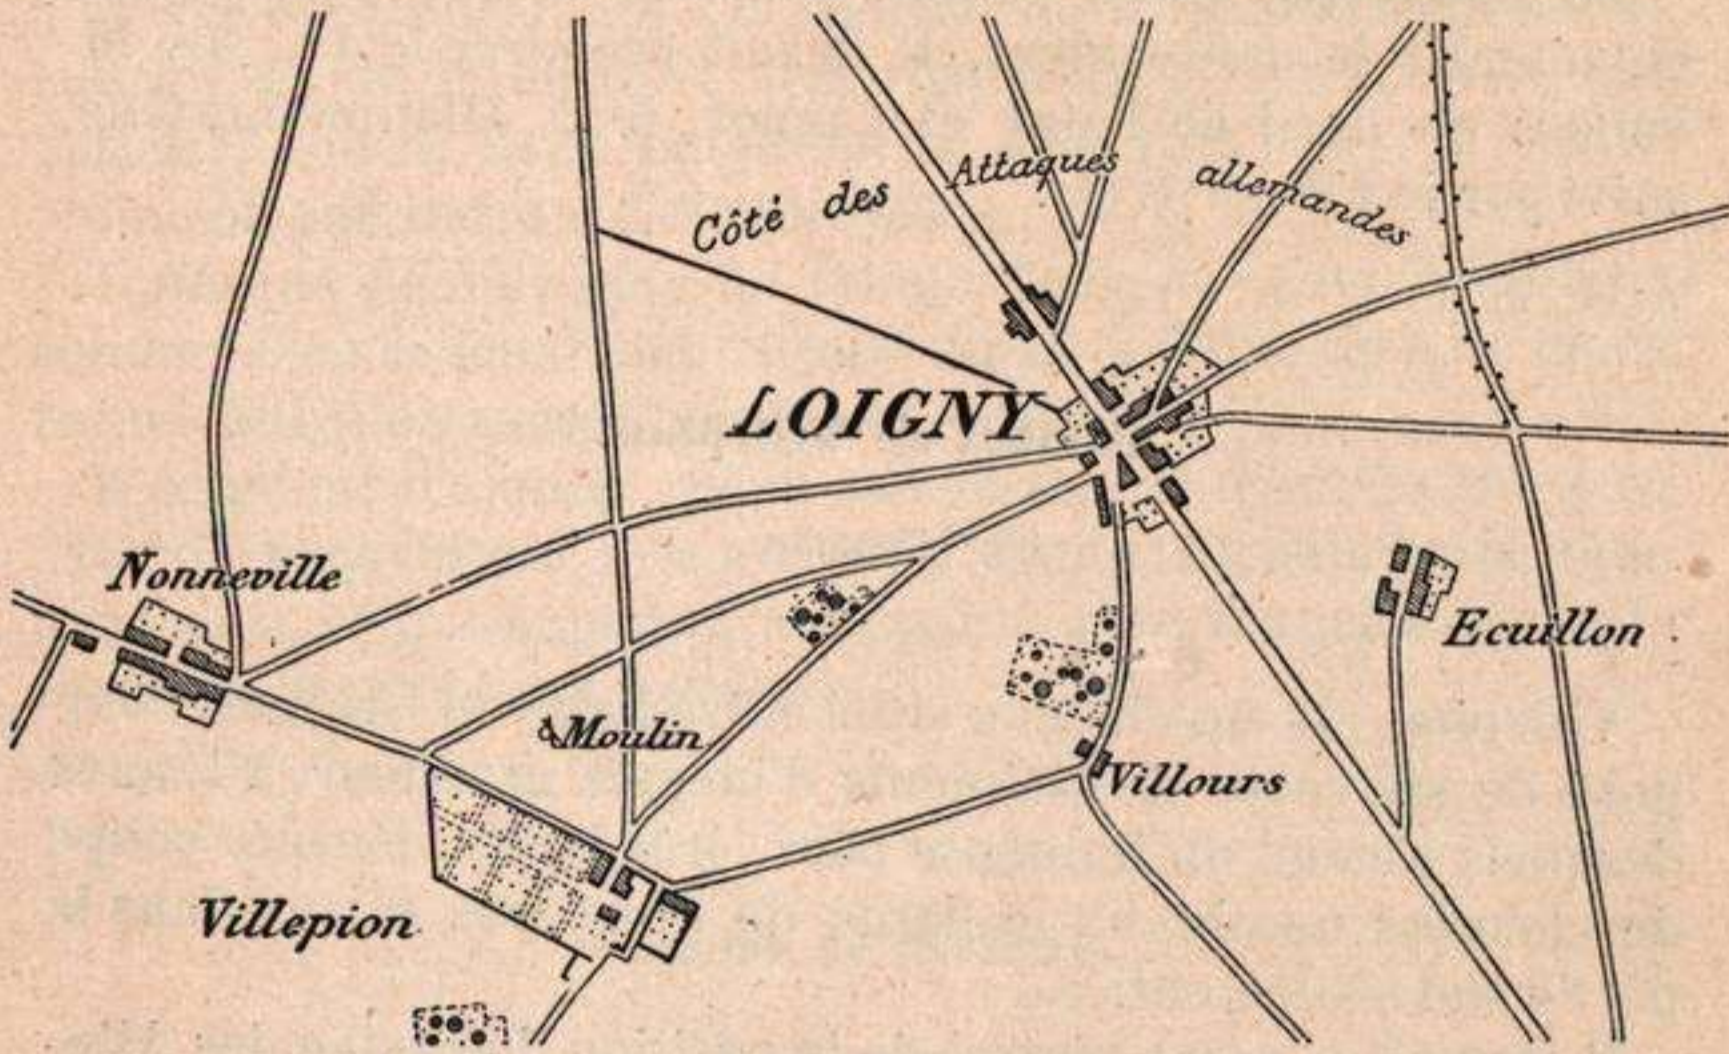 Côté des Attaques allemandes
LOIGNY
Nonneville
Ecuillon
Moulin
Villours
Villepion